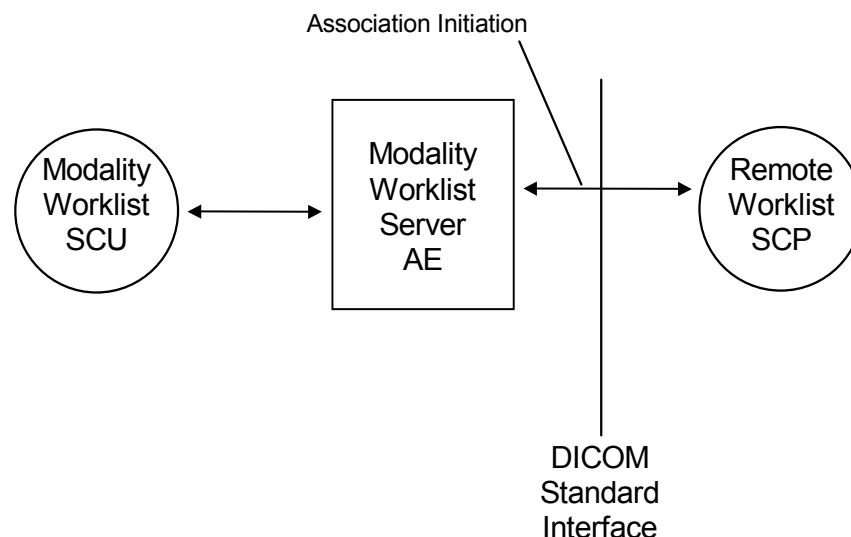 Association Initiation
Modality
Worklist
SCU
Modality
Worklist
Server
AE
Remote
Worklist
SCP
DICOM
Standard
Interface